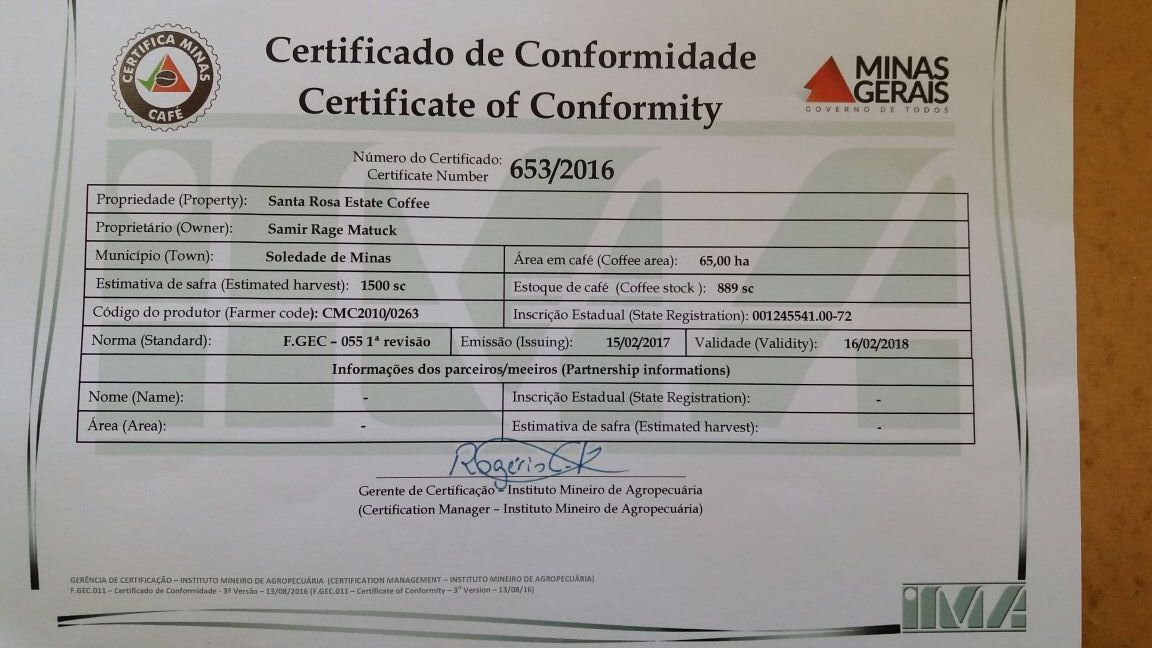 CERTIFICA MINAS
CAFÉ
Certificado de Conformidade
Certificate of Conformity
MINAS
GERAIS
GOVERNO DE TODOS
Número do Certificado:
Certificate Number 653/2016
Propriedade (Property): Santa Rosa Estate Coffee
Proprietário (Owner): Samir Rage Matuck
Município (Town): Soledade de Minas Área em café (Coffee area): 65,00 ha
Estimativa de safra (Estimated harvest): 1500 sc Estoque de café (Coffee stock ): 889 sc
Código do produtor (Farmer code): CMC2010/0263 Inscrição Estadual (State Registration): 001245541.00-72
Norma (Standard): F.GEC – 055 1ª revisão Emissão (Issuing): 15/02/2017 Validade (Validity): 16/02/2018
Informações dos parceiros/meeiros (Partnership informations)
Nome (Name): - Inscrição Estadual (State Registration): -
Área (Area): - Estimativa de safra (Estimated harvest): -
Gerente de Certificação – Instituto Mineiro de Agropecuária
(Certification Manager – Instituto Mineiro de Agropecuária)
GERÊNCIA DE CERTIFICAÇÃO – INSTITUTO MINEIRO DE AGROPECUÁRIA (CERTIFICATION MANAGEMENT – INSTITUTO MINEIRO DE AGROPECUÁRIA)
F.GEC.011 – Certificado de Conformidade - 3ª Versão – 13/08/2016 (F.GEC.011 – Certificate of Conformity – 3ª Version – 13/08/16)
iMA